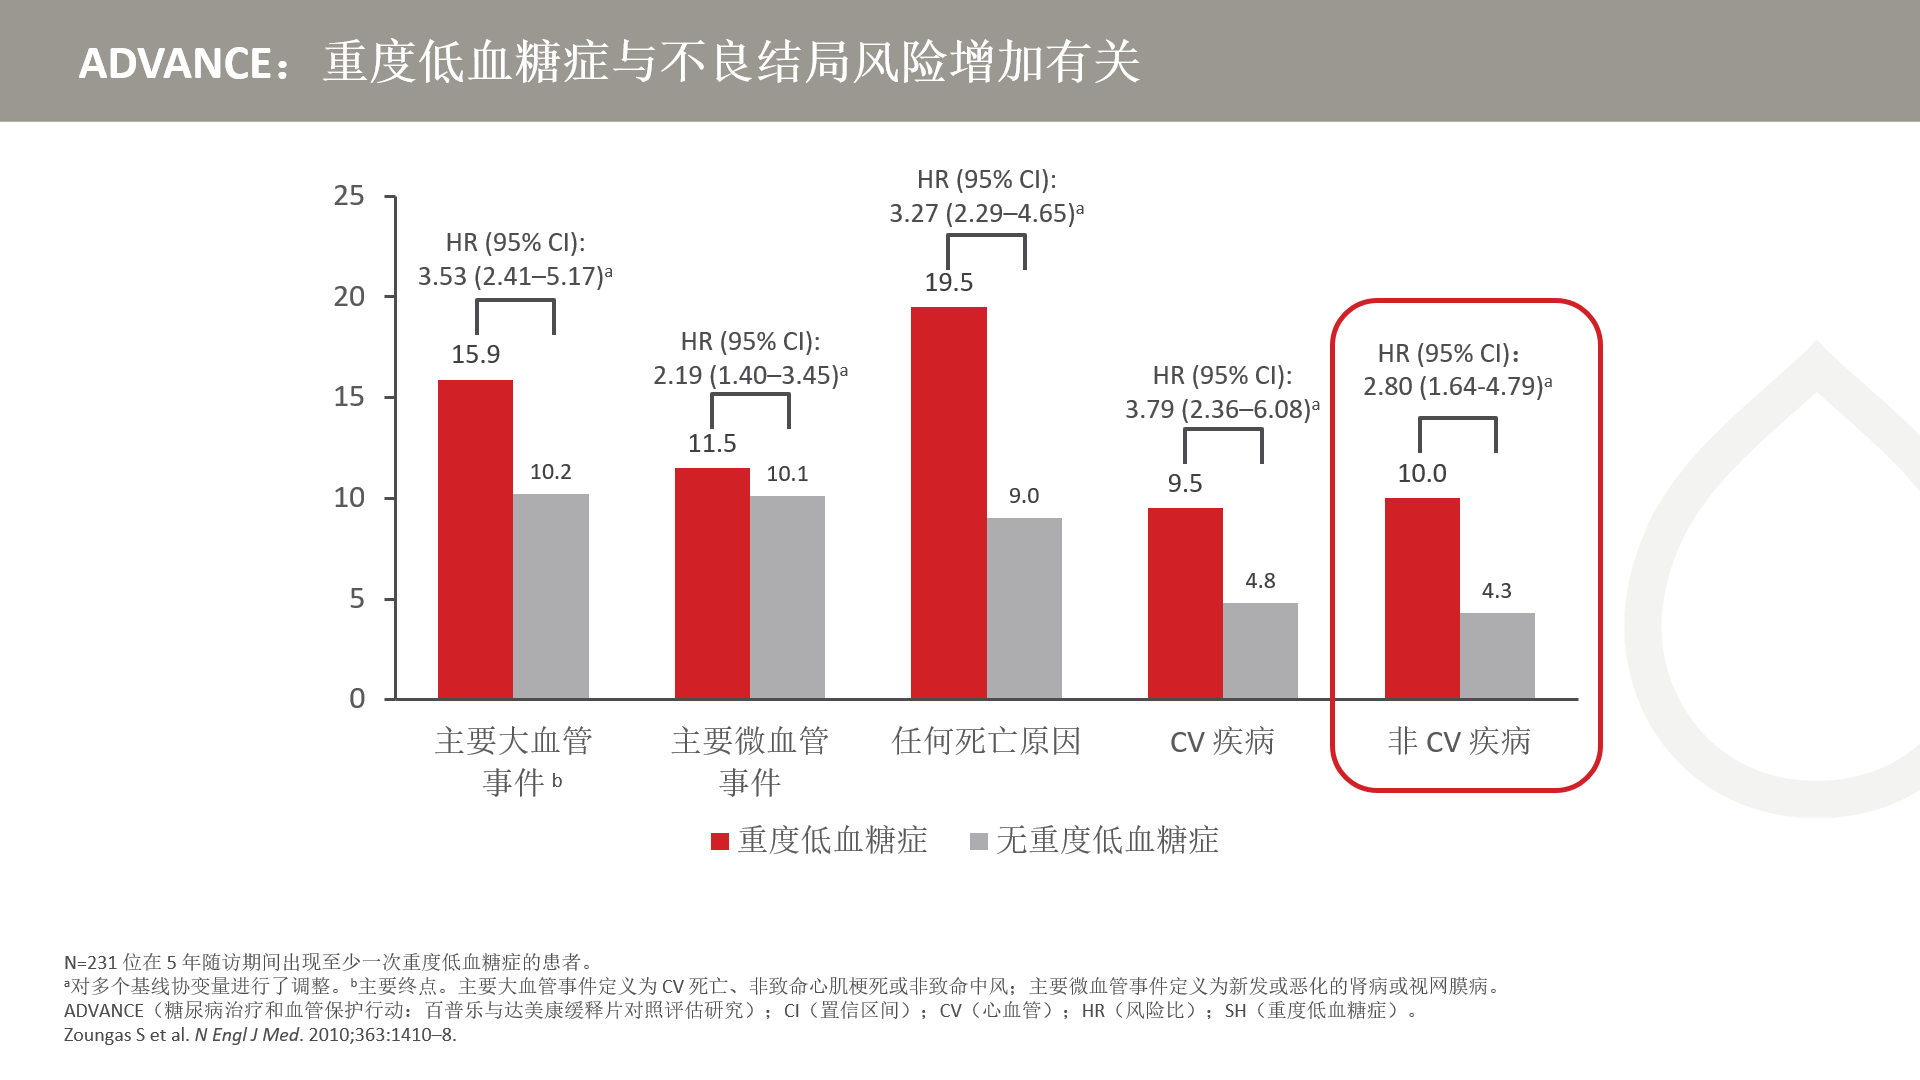 ADVANCE：重度低血糖症与不良结局风险增加有关
HR (95% CI):
3.53 (2.41–5.17)ᵃ
HR (95% CI):
2.19 (1.40–3.45)ᵃ
HR (95% CI):
3.27 (2.29–4.65)ᵃ
HR (95% CI):
3.79 (2.36–6.08)ᵃ
HR (95% CI)：
2.80 (1.64-4.79)ᵃ
25
20
15
10
5
0
15.9
10.2
11.5
10.1
19.5
9.0
9.5
4.8
10.0
4.3
主要大血管
事件 ᵇ
主要微血管
事件
任何死亡原因
CV 疾病
非 CV 疾病
重度低血糖症
无重度低血糖症
N=231 位在 5 年随访期间出现至少一次重度低血糖症的患者。
ᵃ对多个基线协变量进行了调整。ᵇ主要终点。主要大血管事件定义为 CV 死亡、非致命心肌梗死或非致命中风；主要微血管事件定义为新发或恶化的肾病或视网膜病。
ADVANCE（糖尿病治疗和血管保护行动：百普乐与达美康缓释片对照评估研究）；CI（置信区间）；CV（心血管）；HR（风险比）；SH（重度低血糖症）。
Zoungas S et al. N Engl J Med. 2010;363:1410–8.